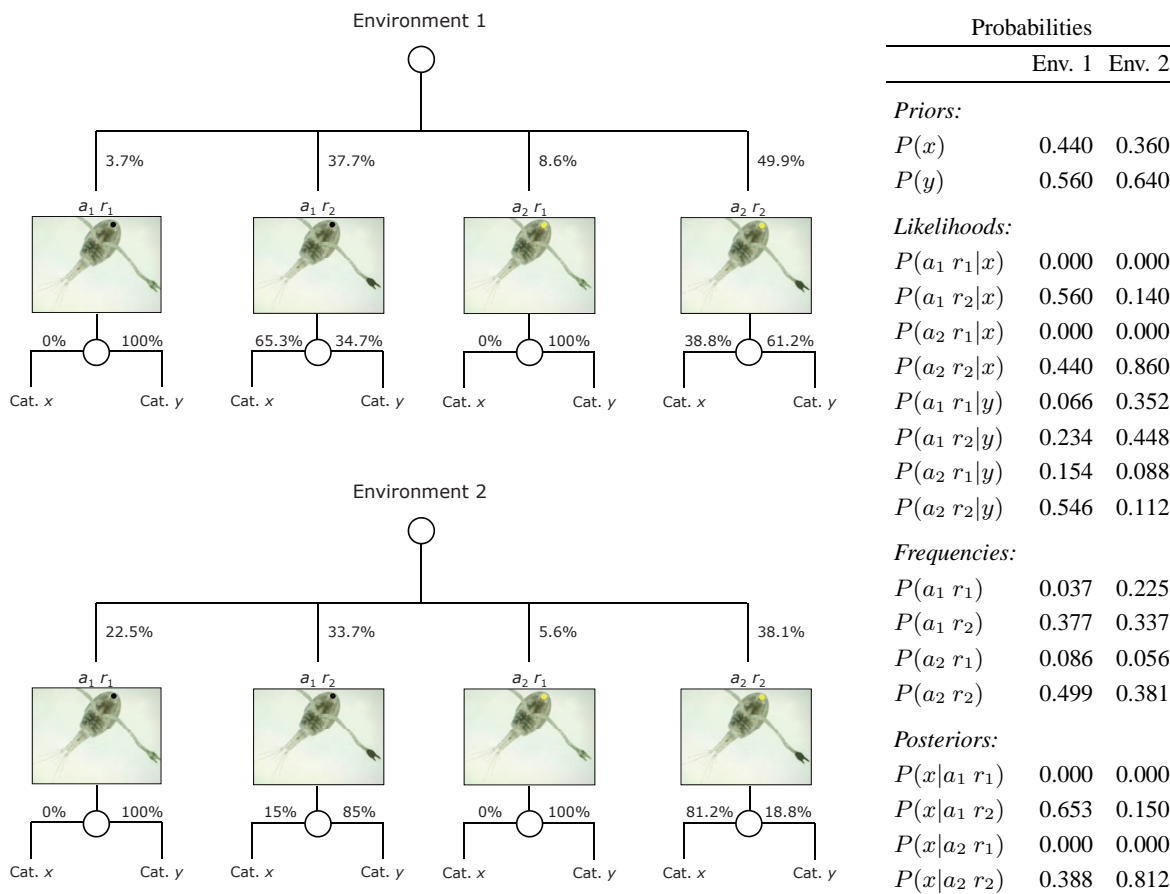 Environment 1
3.7% 37.7% 8.6% 49.9%
a1 r1 a1 r2 a2 r1 a2 r2
0% 100% 65.3% 34.7% 0% 100% 38.8% 61.2%
Cat. x Cat. y Cat. x Cat. y Cat. x Cat. y Cat. x Cat. y
Environment 2
22.5% 33.7% 5.6% 38.1%
a1 r1 a1 r2 a2 r1 a2 r2
0% 100% 15% 85% 0% 100% 81.2% 18.8%
Cat. x Cat. y Cat. x Cat. y Cat. x Cat. y Cat. x Cat. y
Probabilities
Env. 1 Env. 2
Priors:
P(x) 0.440 0.360
P(y) 0.560 0.640
Likelihoods:
P(a1 r1|x) 0.000 0.000
P(a1 r2|x) 0.560 0.140
P(a2 r1|x) 0.000 0.000
P(a2 r2|x) 0.440 0.860
P(a1 r1|y) 0.066 0.352
P(a1 r2|y) 0.234 0.448
P(a2 r1|y) 0.154 0.088
P(a2 r2|y) 0.546 0.112
Frequencies:
P(a1 r1) 0.037 0.225
P(a1 r2) 0.377 0.337
P(a2 r1) 0.086 0.056
P(a2 r2) 0.499 0.381
Posteriors:
P(x|a1 r1) 0.000 0.000
P(x|a1 r2) 0.653 0.150
P(x|a2 r1) 0.000 0.000
P(x|a2 r2) 0.388 0.812